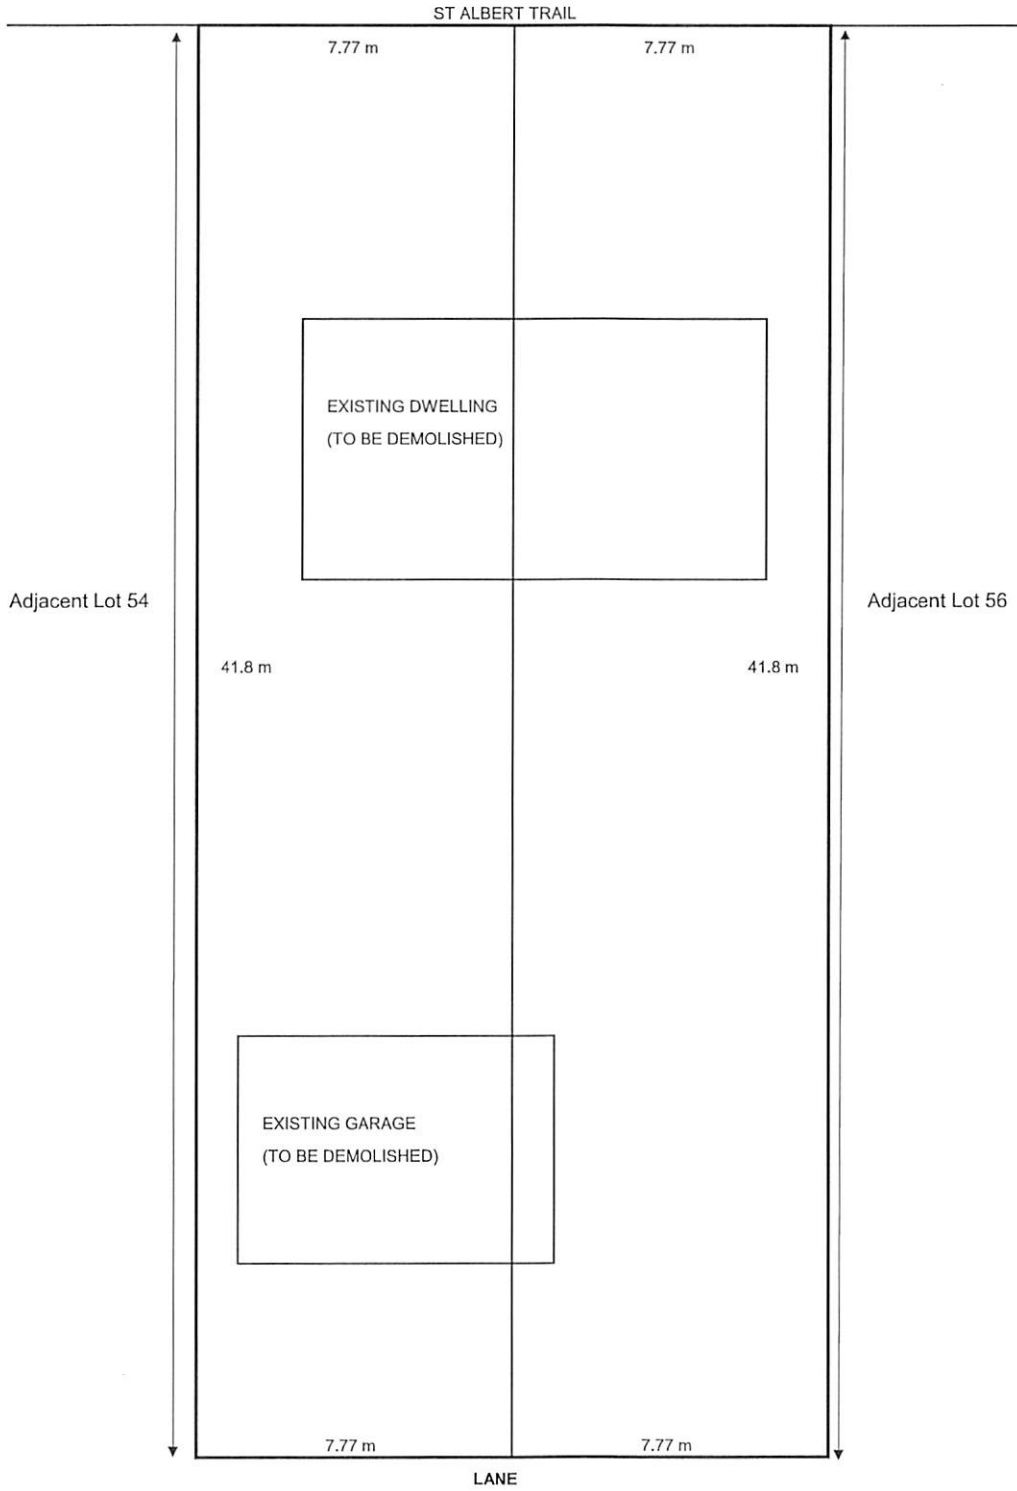 ST ALBERT TRAIL
7.77 m
7.77 m
EXISTING DWELLING
(TO BE DEMOLISHED)
Adjacent Lot 54
Adjacent Lot 56
41.8 m
41.8 m
EXISTING GARAGE
(TO BE DEMOLISHED)
7.77 m
7.77 m
LANE